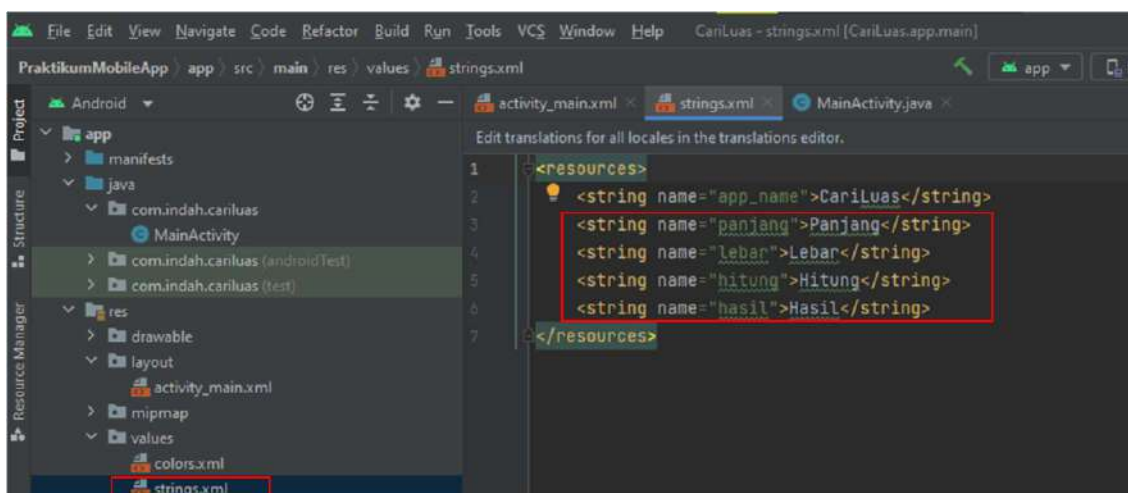 File Edit View Navigate Code Refactor Build Run Tools VCS Window Help CariLuas - strings.xml [CariLuas.app.main]
PraktikumMobileApp app src main res values strings.xml app
Project
Structure
Resource Manager
Android
app
manifests
java
com.indah.cariluas
MainActivity
com.indah.cariluas (androidTest)
com.indah.cariluas (test)
res
drawable
layout
activity_main.xml
mipmap
values
colors.xml
strings.xml
activity_main.xml strings.xml MainActivity.java
Edit translations for all locales in the translations editor.
1 <resources>
2 <string name="app_name">CariLuas</string>
3 <string name="panjang">Panjang</string>
4 <string name="lebar">Lebar</string>
5 <string name="hitung">Hitung</string>
6 <string name="hasil">Hasil</string>
7 </resources>